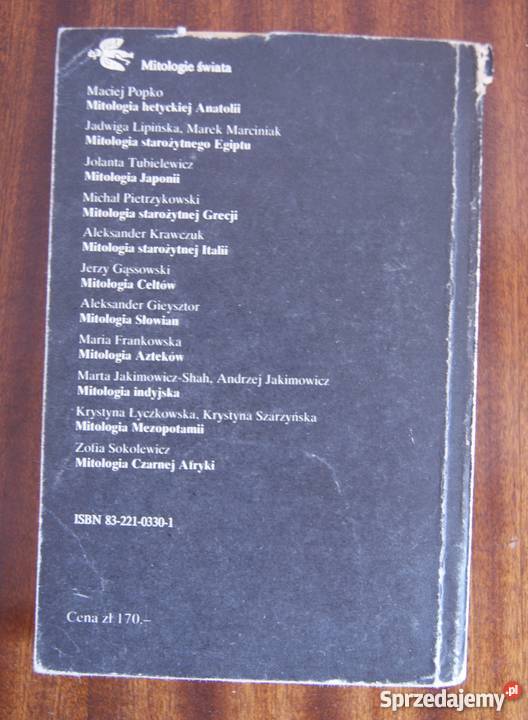 Mitologie świata
Maciej Popko
Mitologia hetyckiej Anatolii
Jadwiga Lipińska, Marek Marciniak
Mitologia starożytnego Egiptu
Jolanta Tubielewicz
Mitologia Japonii
Michał Pietrzykowski
Mitologia starożytnej Grecji
Aleksander Krawczuk
Mitologia starożytnej Italii
Jerzy Gąssowski
Mitologia Celtów
Aleksander Gieysztor
Mitologia Słowian
Maria Frankowska
Mitologia Azteków
Marta Jakimowicz-Shah, Andrzej Jakimowicz
Mitologia indyjska
Krystyna Łyczkowska, Krystyna Szarzyńska
Mitologia Mezopotamii
Zofia Sokolewicz
Mitologia Czarnej Afryki
ISBN 83-221-0330-1
Cena zł 170.–
Sprzedajemy.pl